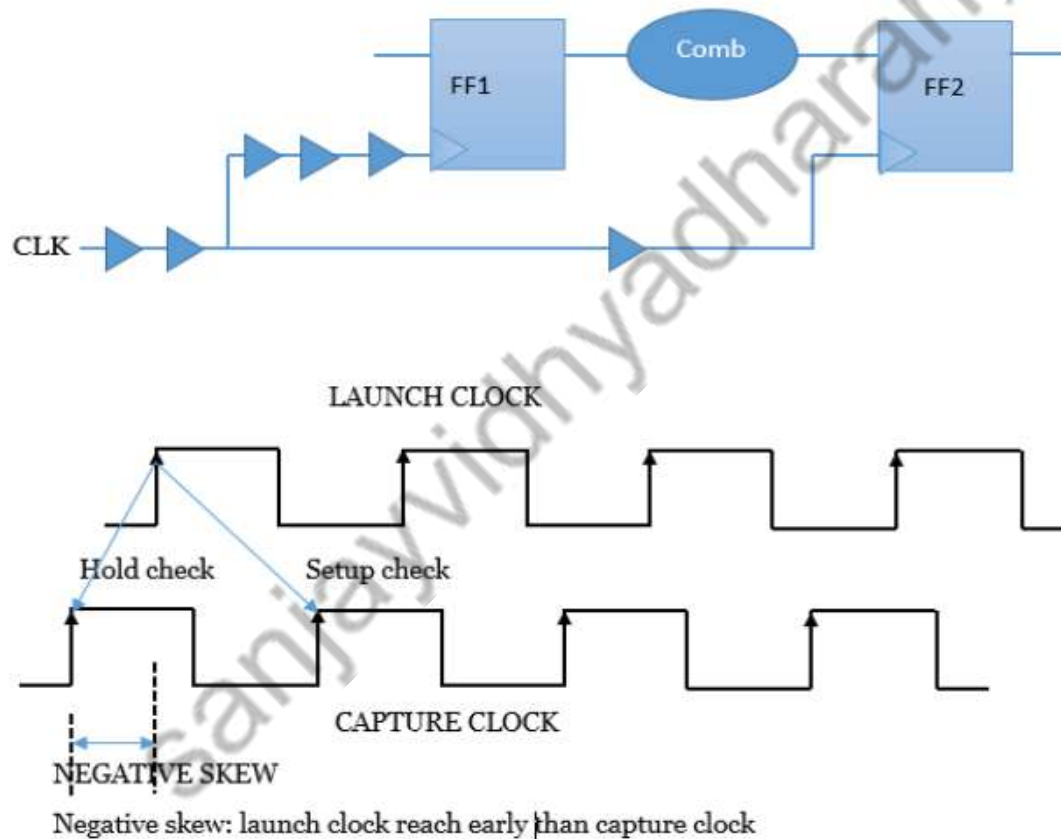 Comb
FF1
FF2
CLK
LAUNCH CLOCK
Hold check
Setup check
CAPTURE CLOCK
NEGATIVE SKEW
Negative skew: launch clock reach early than capture clock
sanjayvidhyadharan